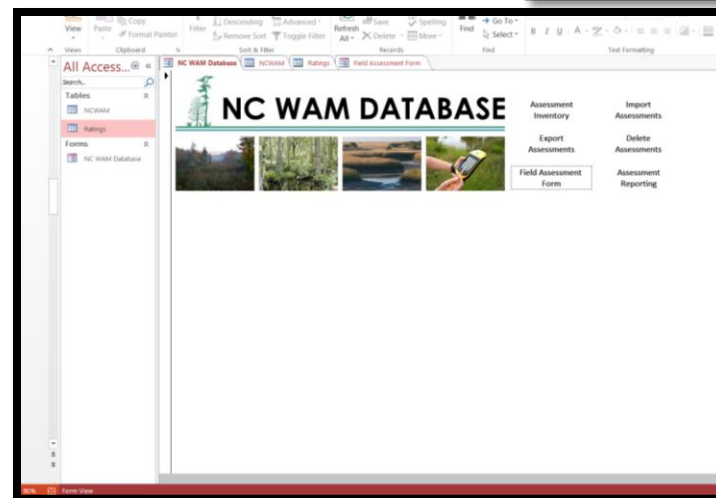 Copy
Format Painter
View
Paste
Filter
Descending
Advanced
Remove Sort
Toggle Filter
Refresh
All
Save
Delete
Spelling
More
Find
Go To
Select
B I U A
Views
Clipboard
Sort & Filter
Records
Find
Text Formatting
All Access...
Search...
Tables
NCWAM
Ratings
Forms
NC WAM Database
NC WAM Database
NCWAM
Ratings
Field Assessment Form
NC WAM DATABASE
Assessment
Inventory
Import
Assessments
Export
Assessments
Delete
Assessments
Field Assessment
Form
Assessment
Reporting
90%
Form View